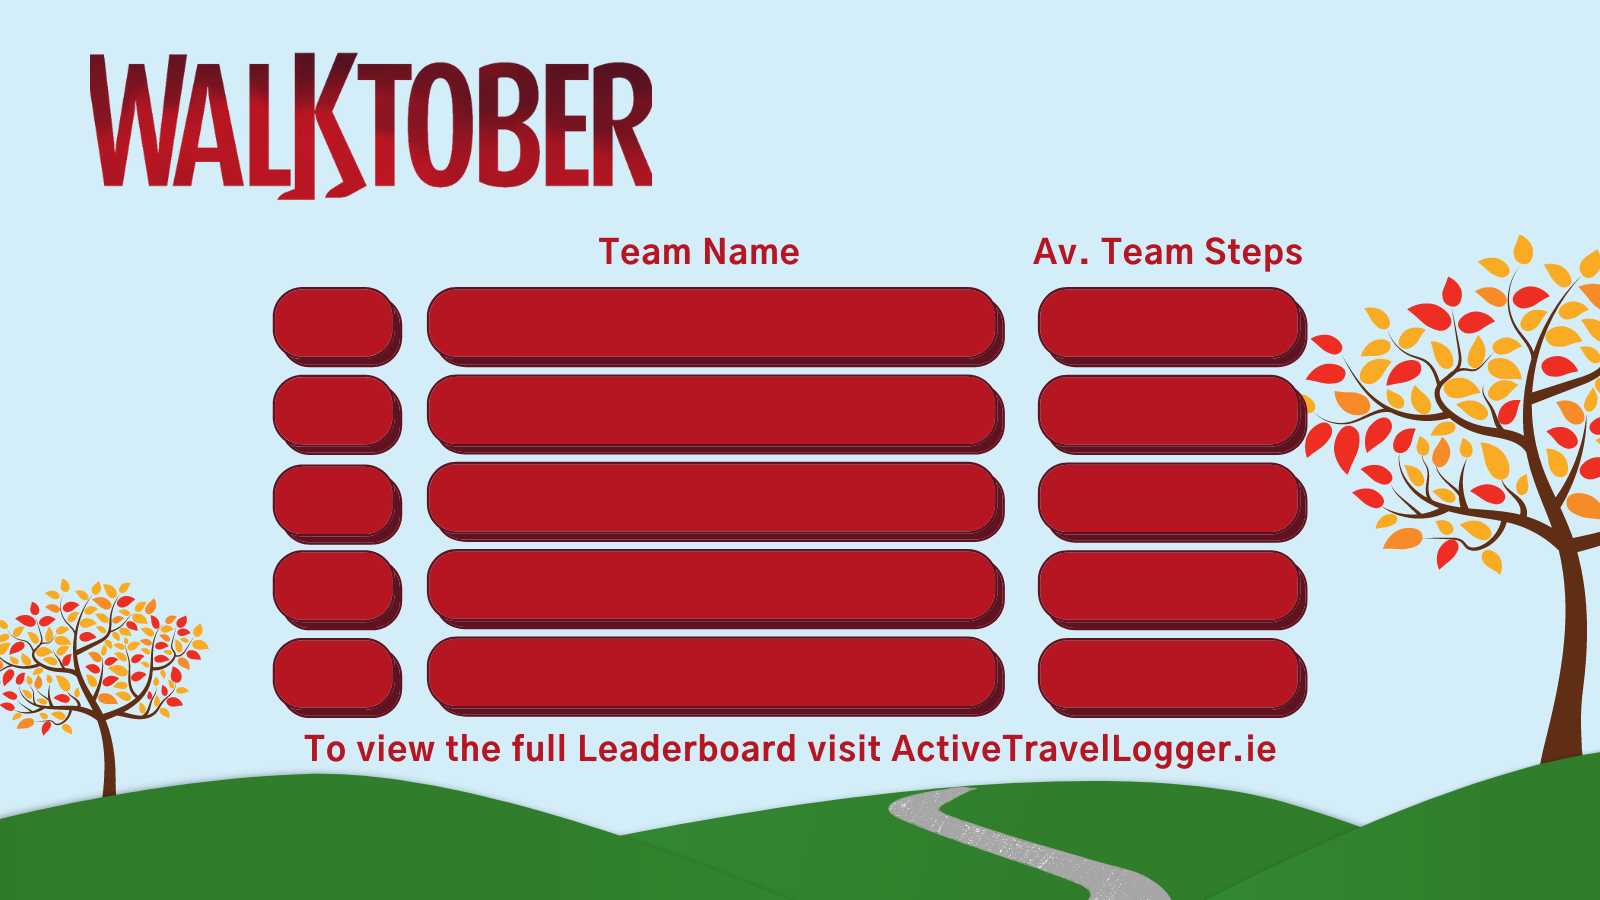 WALKTOBER
Team Name Av. Team Steps
To view the full Leaderboard visit ActiveTravelLogger.ie